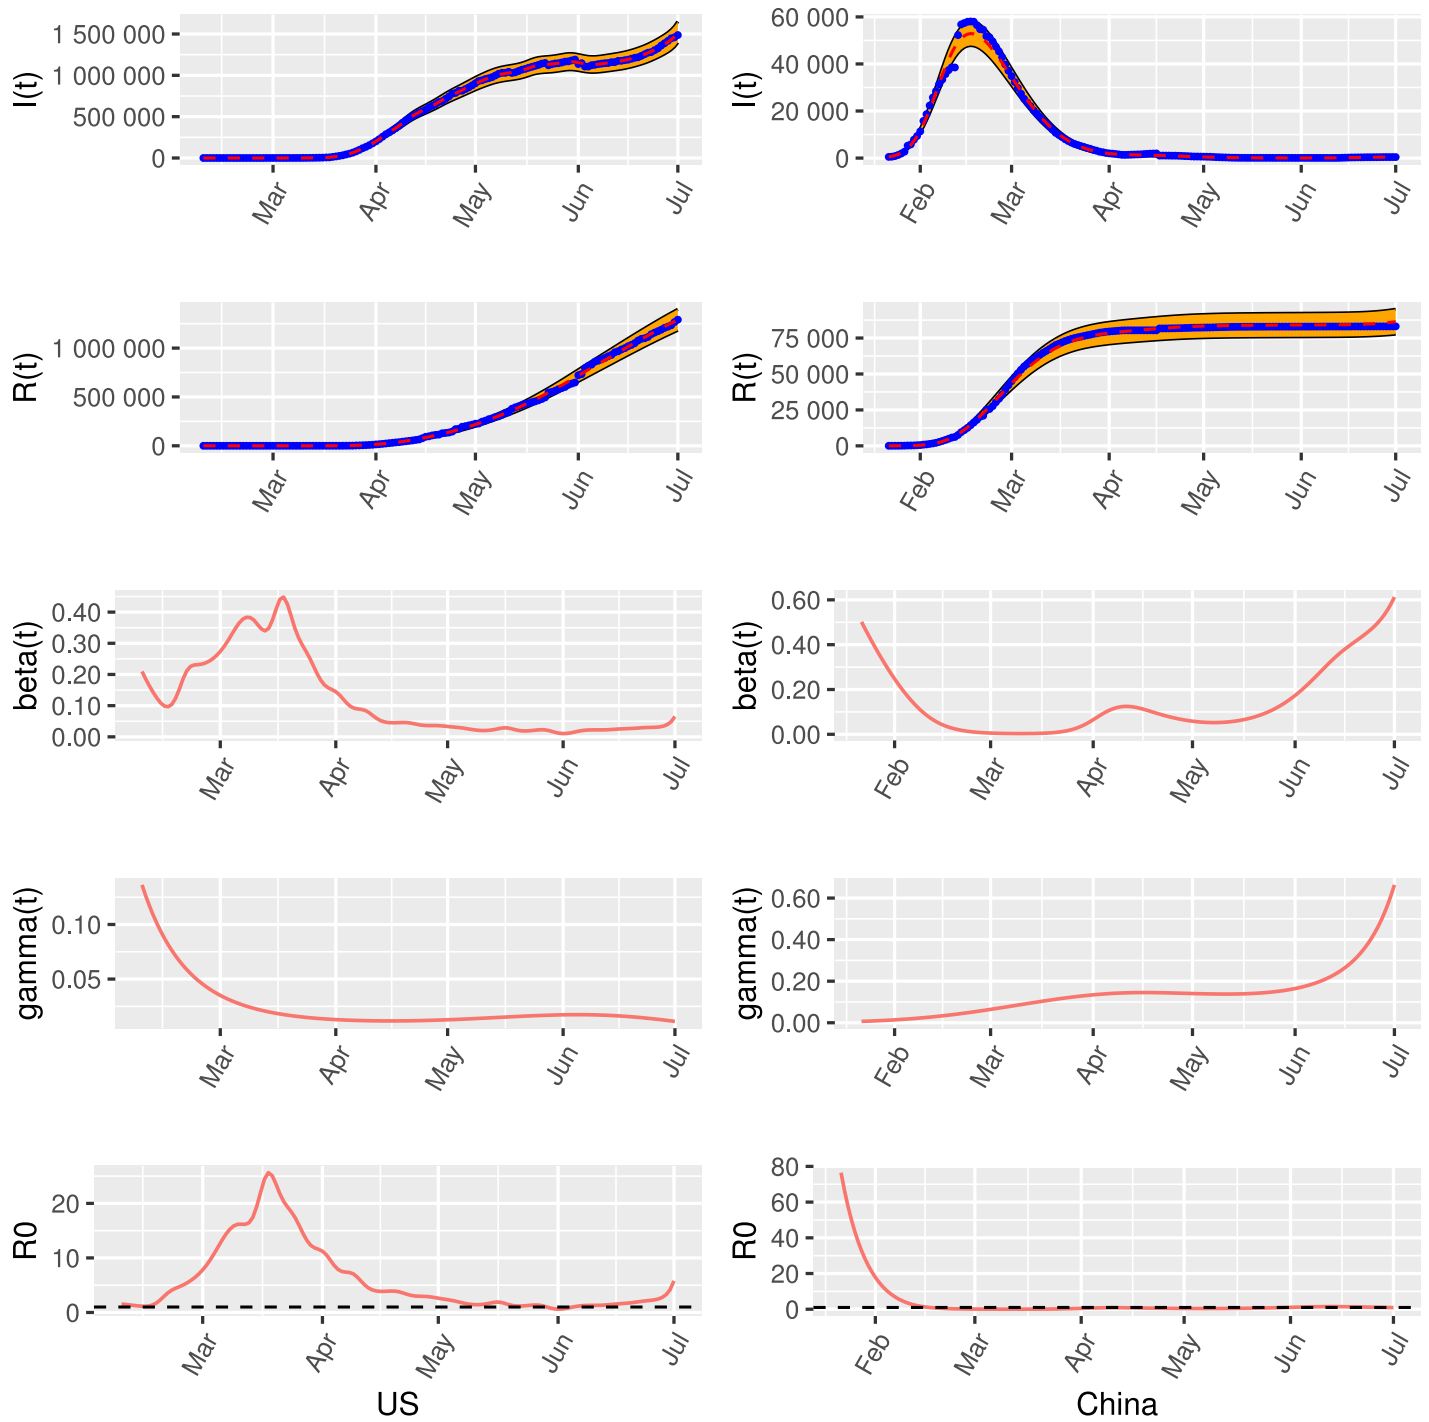 I(t)
1 500 000
1 000 000
500 000
0
Mar
Apr
May
Jun
Jul
I(t)
60 000
40 000
20 000
0
Feb
Mar
Apr
May
Jun
Jul
R(t)
1 000 000
500 000
0
Mar
Apr
May
Jun
Jul
R(t)
75 000
50 000
25 000
0
Feb
Mar
Apr
May
Jun
Jul
beta(t)
0.40
0.30
0.20
0.10
0.00
Mar
Apr
May
Jun
Jul
beta(t)
0.60
0.40
0.20
0.00
Feb
Mar
Apr
May
Jun
Jul
gamma(t)
0.10
0.05
Mar
Apr
May
Jun
Jul
gamma(t)
0.60
0.40
0.20
0.00
Feb
Mar
Apr
May
Jun
Jul
R0
20
10
0
Mar
Apr
May
Jun
Jul
US
R0
80
60
40
20
0
Feb
Mar
Apr
May
Jun
Jul
China